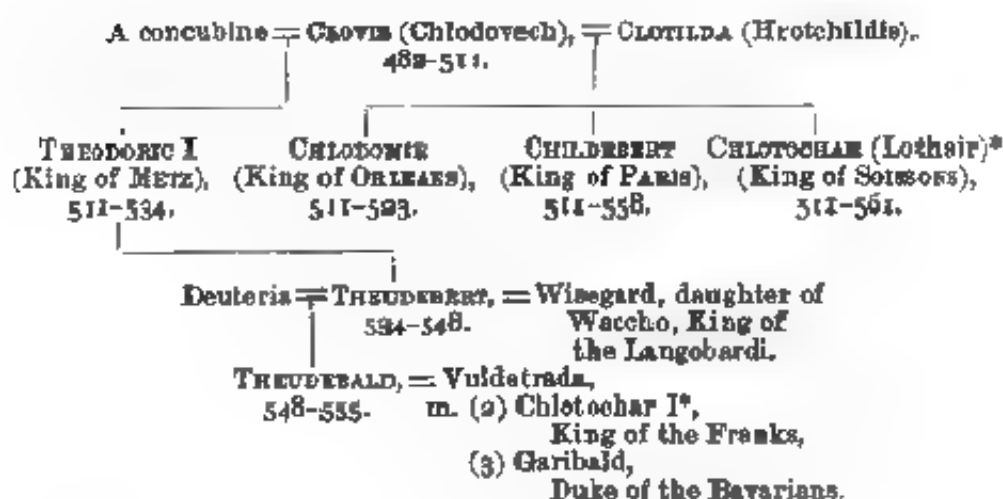 A concubine = CLOVIS (Chlodovech), = CLOTILDA (Hrotchildis).
482-511.
THEODORIC I CHLODOMIR CHILDEBERT CHLOTOCHAR (Lothair)*
(King of METZ), (King of ORLEANS), (King of PARIS), (King of SOISSONS),
511-534. 511-523. 511-558. 511-561.
Deuteria = THEUDEBERT, = Wisegard, daughter of
534-548. Waccho, King of
the Langobardi.
THEUDEBALD, = Vuldetrada,
548-555. m. (2) Chlotochar I*,
King of the Franks,
(3) Garibald,
Duke of the Bavarians.